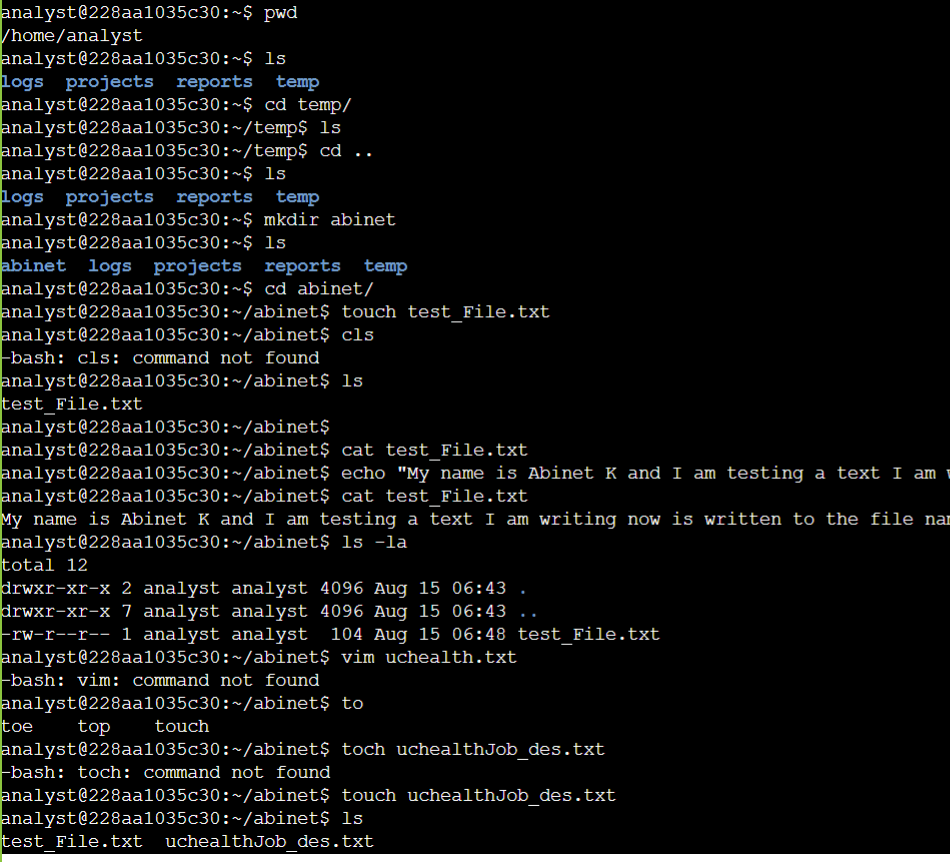 analyst@228aa1035c30:~$ pwd
/home/analyst
analyst@228aa1035c30:~$ ls
logs  projects  reports  temp
analyst@228aa1035c30:~$ cd temp/
analyst@228aa1035c30:~/temp$ ls
analyst@228aa1035c30:~/temp$ cd ..
analyst@228aa1035c30:~$ ls
logs  projects  reports  temp
analyst@228aa1035c30:~$ mkdir abinet
analyst@228aa1035c30:~$ ls
abinet  logs  projects  reports  temp
analyst@228aa1035c30:~$ cd abinet/
analyst@228aa1035c30:~/abinet$ touch test_File.txt
analyst@228aa1035c30:~/abinet$ cls
-bash: cls: command not found
analyst@228aa1035c30:~/abinet$ ls
test_File.txt
analyst@228aa1035c30:~/abinet$
analyst@228aa1035c30:~/abinet$ cat test_File.txt
analyst@228aa1035c30:~/abinet$ echo "My name is Abinet K and I am testing a text I am
analyst@228aa1035c30:~/abinet$ cat test_File.txt
My name is Abinet K and I am testing a text I am writing now is written to the file
analyst@228aa1035c30:~/abinet$ ls -la
total 12
drwxr-xr-x 2 analyst analyst 4096 Aug 15 06:43 .
drwxr-xr-x 7 analyst analyst 4096 Aug 15 06:43 ..
-rw-r--r-- 1 analyst analyst  104 Aug 15 06:48 test_File.txt
analyst@228aa1035c30:~/abinet$ vim uchealth.txt
-bash: vim: command not found
analyst@228aa1035c30:~/abinet$ to
toe    top    touch
analyst@228aa1035c30:~/abinet$ toch uchealthJob_des.txt
-bash: toch: command not found
analyst@228aa1035c30:~/abinet$ touch uchealthJob_des.txt
analyst@228aa1035c30:~/abinet$ ls
test_File.txt  uchealthJob_des.txt